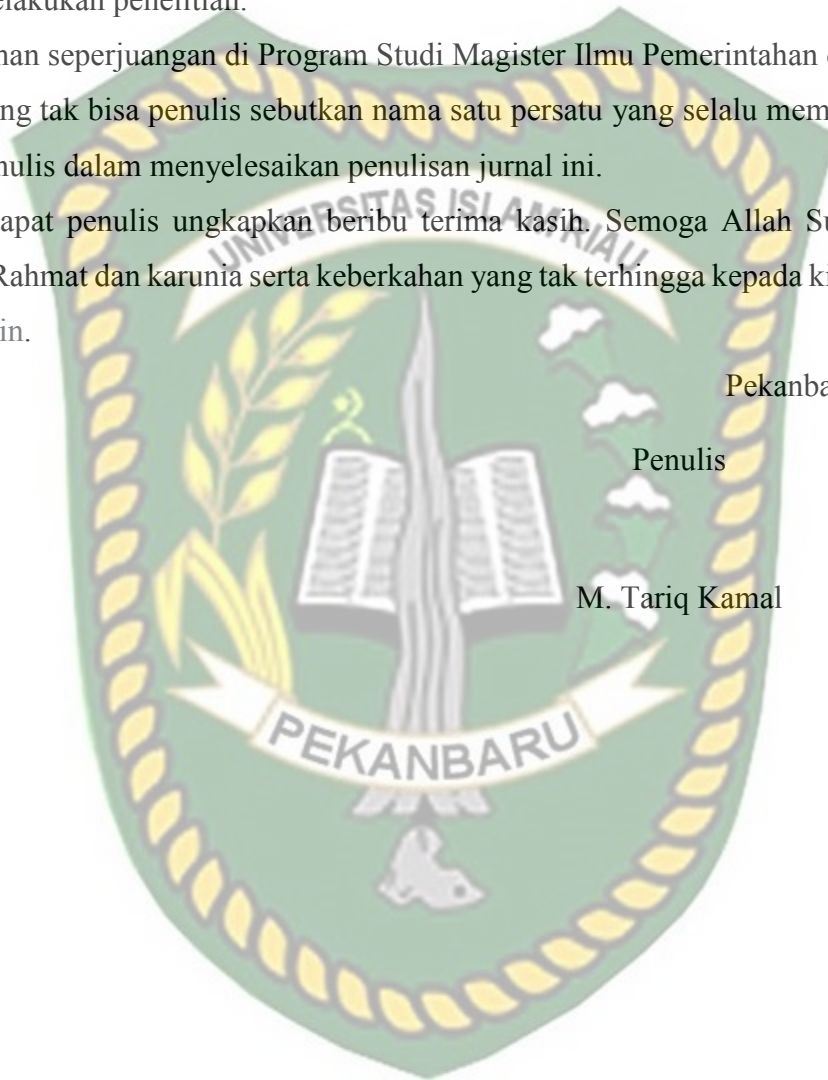 elakukan penelitian.
nan seperjuangan di Program Studi Magister Ilmu Pemerintahan
ng tak bisa penulis sebutkan nama satu persatu yang selalu mem
nulis dalam menyelesaikan penulisan jurnal ini.
UNIVERSITAS ISLAM RIAU
apat penulis ungkapkan beribu terima kasih. Semoga Allah Su
Rahmat dan karunia serta keberkahan yang tak terhingga kepada ki
in.
Pekanba
Penulis
M. Tariq Kamal
PEKANBARU